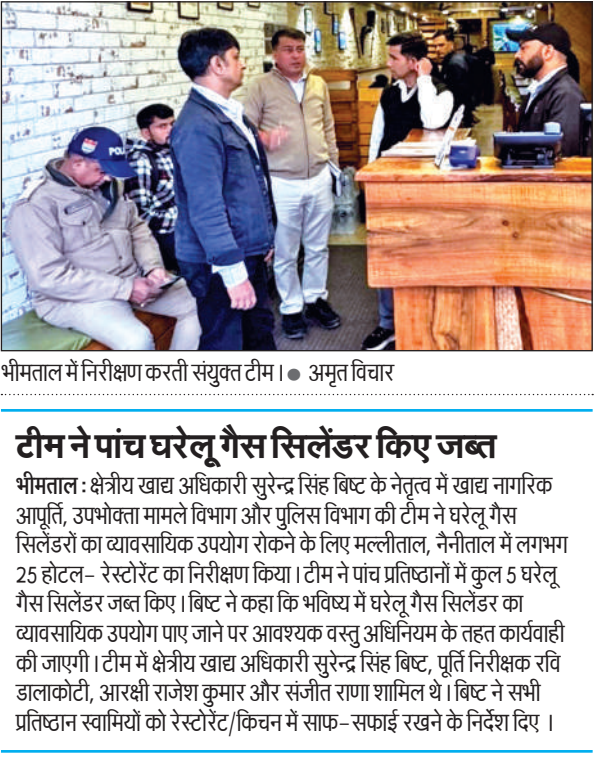 POL
भीमताल में निरीक्षण करती संयुक्त टीम। ● अमृत विचार
टीम ने पांच घरेलू गैस सिलेंडर किए जब्त
भीमताल : क्षेत्रीय खाद्य अधिकारी सुरेन्द्र सिंह बिष्ट के नेतृत्व में खाद्य नागरिक
आपूर्ति, उपभोक्ता मामले विभाग और पुलिस विभाग की टीम ने घरेलू गैस
सिलेंडरों का व्यावसायिक उपयोग रोकने के लिए मल्लीताल, नैनीताल में लगभग
25 होटल- रेस्टोरेंट का निरीक्षण किया। टीम ने पांच प्रतिष्ठानों में कुल 5 घरेलू
गैस सिलेंडर जब्त किए। बिष्ट ने कहा कि भविष्य में घरेलू गैस सिलेंडर का
व्यावसायिक उपयोग पाए जाने पर आवश्यक वस्तु अधिनियम के तहत कार्यवाही
की जाएगी। टीम में क्षेत्रीय खाद्य अधिकारी सुरेन्द्र सिंह बिष्ट, पूर्ति निरीक्षक रवि
डालाकोटी, आरक्षी राजेश कुमार और संजीत राणा शामिल थे। बिष्ट ने सभी
प्रतिष्ठान स्वामियों को रेस्टोरेंट/किचन में साफ-सफाई रखने के निर्देश दिए ।